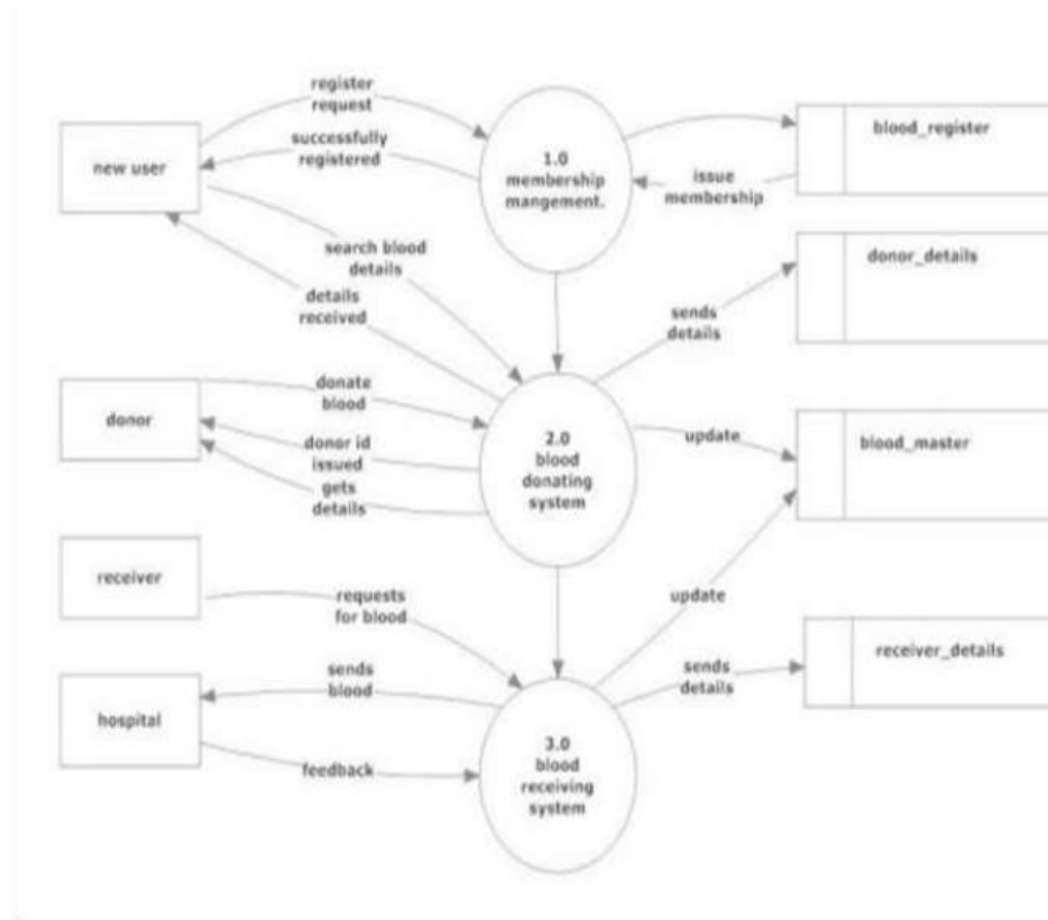 register
request
successfully
registered
new user
1.0
membership
mangement.
blood_register
issue
membership
search blood
details
details
received
donor_details
sends
details
donate
blood
donor
donor id
issued
gets
details
2.0
blood
donating
system
update
blood_master
receiver
requests
for blood
update
sends
blood
hospital
feedback
sends
details
receiver_details
3.0
blood
receiving
system